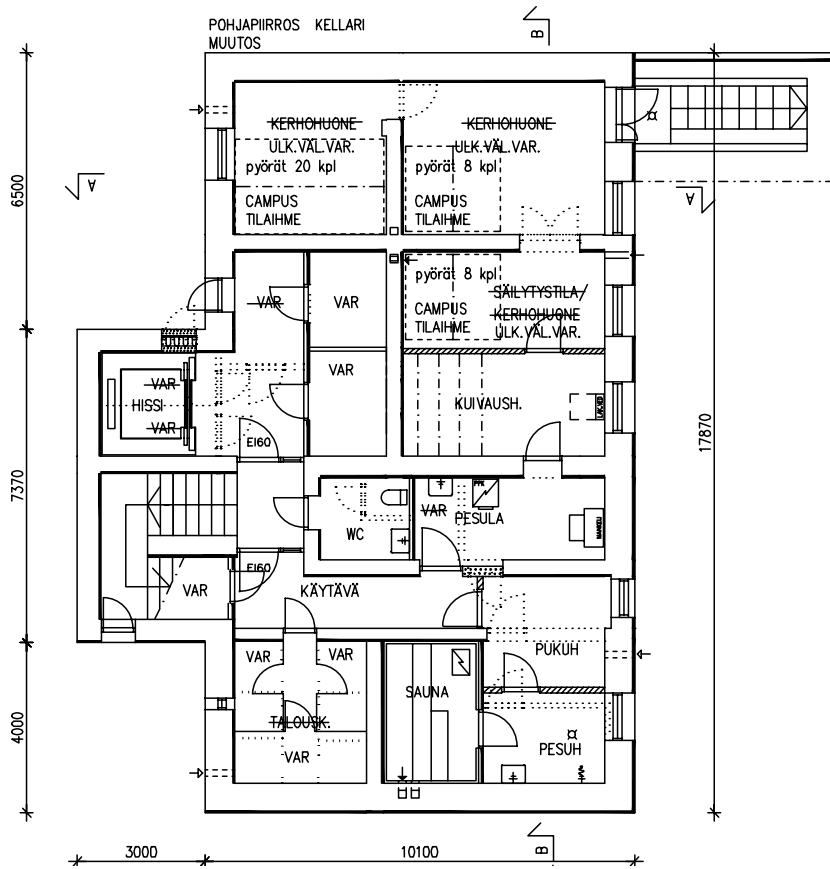 POHJAPIIRROS KELLARI
MUUTOS
B
KERHOHUONE
ULK.VÄL.VAR.
pyörät 20 kpl
CAMPUS
TILAIHME
KERHOHUONE
ULK.VÄL.VAR.
pyörät 8 kpl
CAMPUS
TILAIHME
A
A
6500
pyörät 8 kpl
CAMPUS
TILAIHME
SÄILYTYSTILA/
KERHOHUONE
ULK.VÄL.VAR.
VAR
VAR
VAR
VAR
HISSI
VAR
KUIVAUSH.
EI60
17870
7370
WC
VAR
PESULA
MANKELI
PPK
EI60
VAR
KÄYTÄVÄ
PUKUH
VAR
VAR
SAUNA
TALOUSK.
VAR
PESUH
4000
3000
10100
B